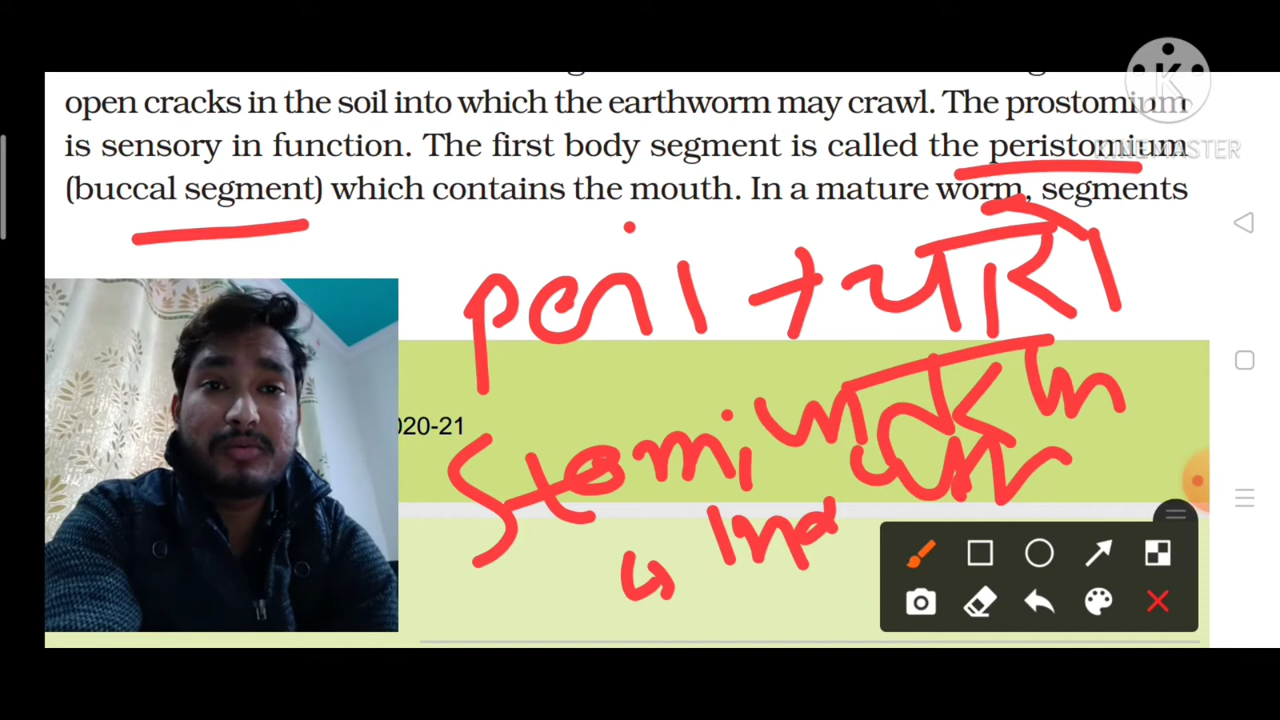 open cracks in the soil into which the earthworm may crawl. The prostomium
is sensory in function. The first body segment is called the peristomium
(buccal segment) which contains the mouth. In a mature worm, segments
KINEMASTER
peri + चारो
stomi
020-21